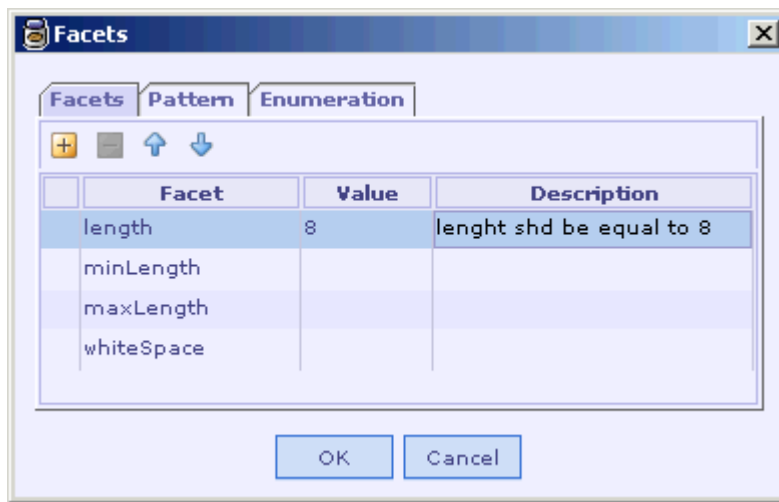 Facets
Facets Pattern Enumeration
Facet Value Description
length 8 lenght shd be equal to 8
minLength
maxLength
whiteSpace
OK Cancel